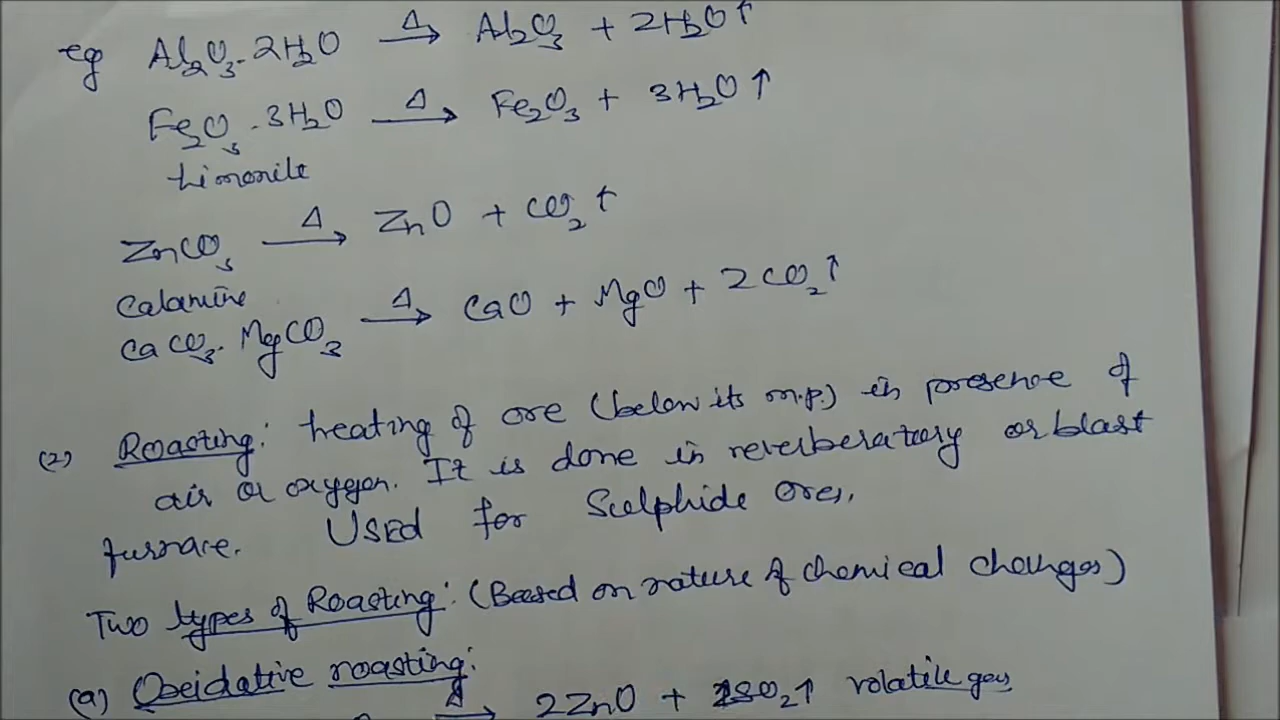 eg Al₂O₃·2H₂O —Δ→ Al₂O₃ + 2H₂O↑
Fe₂O₃·3H₂O —Δ→ Fe₂O₃ + 3H₂O↑
Limonite
ZnCO₃ —Δ→ ZnO + CO₂↑
Calamine
CaCO₃·MgCO₃ —Δ→ CaO + MgO + 2CO₂↑
(2) Roasting: heating of ore (below its m.p.) in presence of
air or oxygen. It is done in reverberatory or blast
furnace. USED for Sulphide ores.
Two types of Roasting: (Based on nature of chemical changes)
(a) Oxidative roasting:
Δ→ 2ZnO + 2SO₂↑ volatile gas